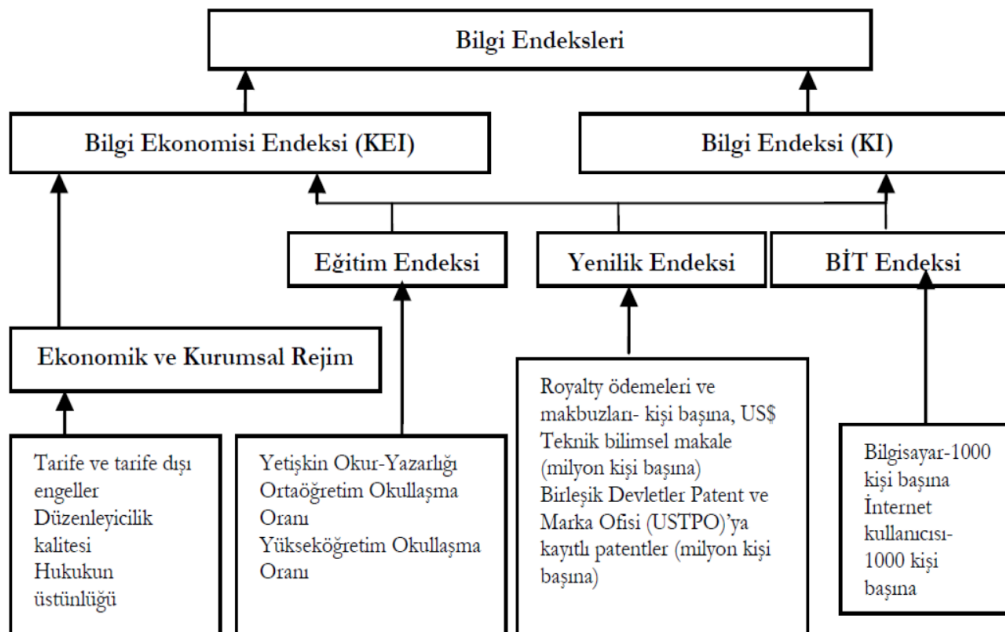 Bilgi Endeksleri
Bilgi Ekonomisi Endeksi (KEI)
Bilgi Endeksi (KI)
Eğitim Endeksi
Yenilik Endeksi
BİT Endeksi
Ekonomik ve Kurumsal Rejim
Tarife ve tarife dışı
engeller
Düzenleyicilik
kalitesi
Hukukun
üstünlüğü
Yetişkin Okur-Yazarlığı
Ortaöğretim Okullaşma
Oranı
Yükseköğretim Okullaşma
Oranı
Royalty ödemeleri ve
makbuzları- kişi başına, US$
Teknik bilimsel makale
(milyon kişi başına)
Birleşik Devletler Patent ve
Marka Ofisi (USTPO)’ya
kayıtlı patentler (milyon kişi
başına)
Bilgisayar-1000
kişi başına
İnternet
kullanıcısı-
1000 kişi
başına